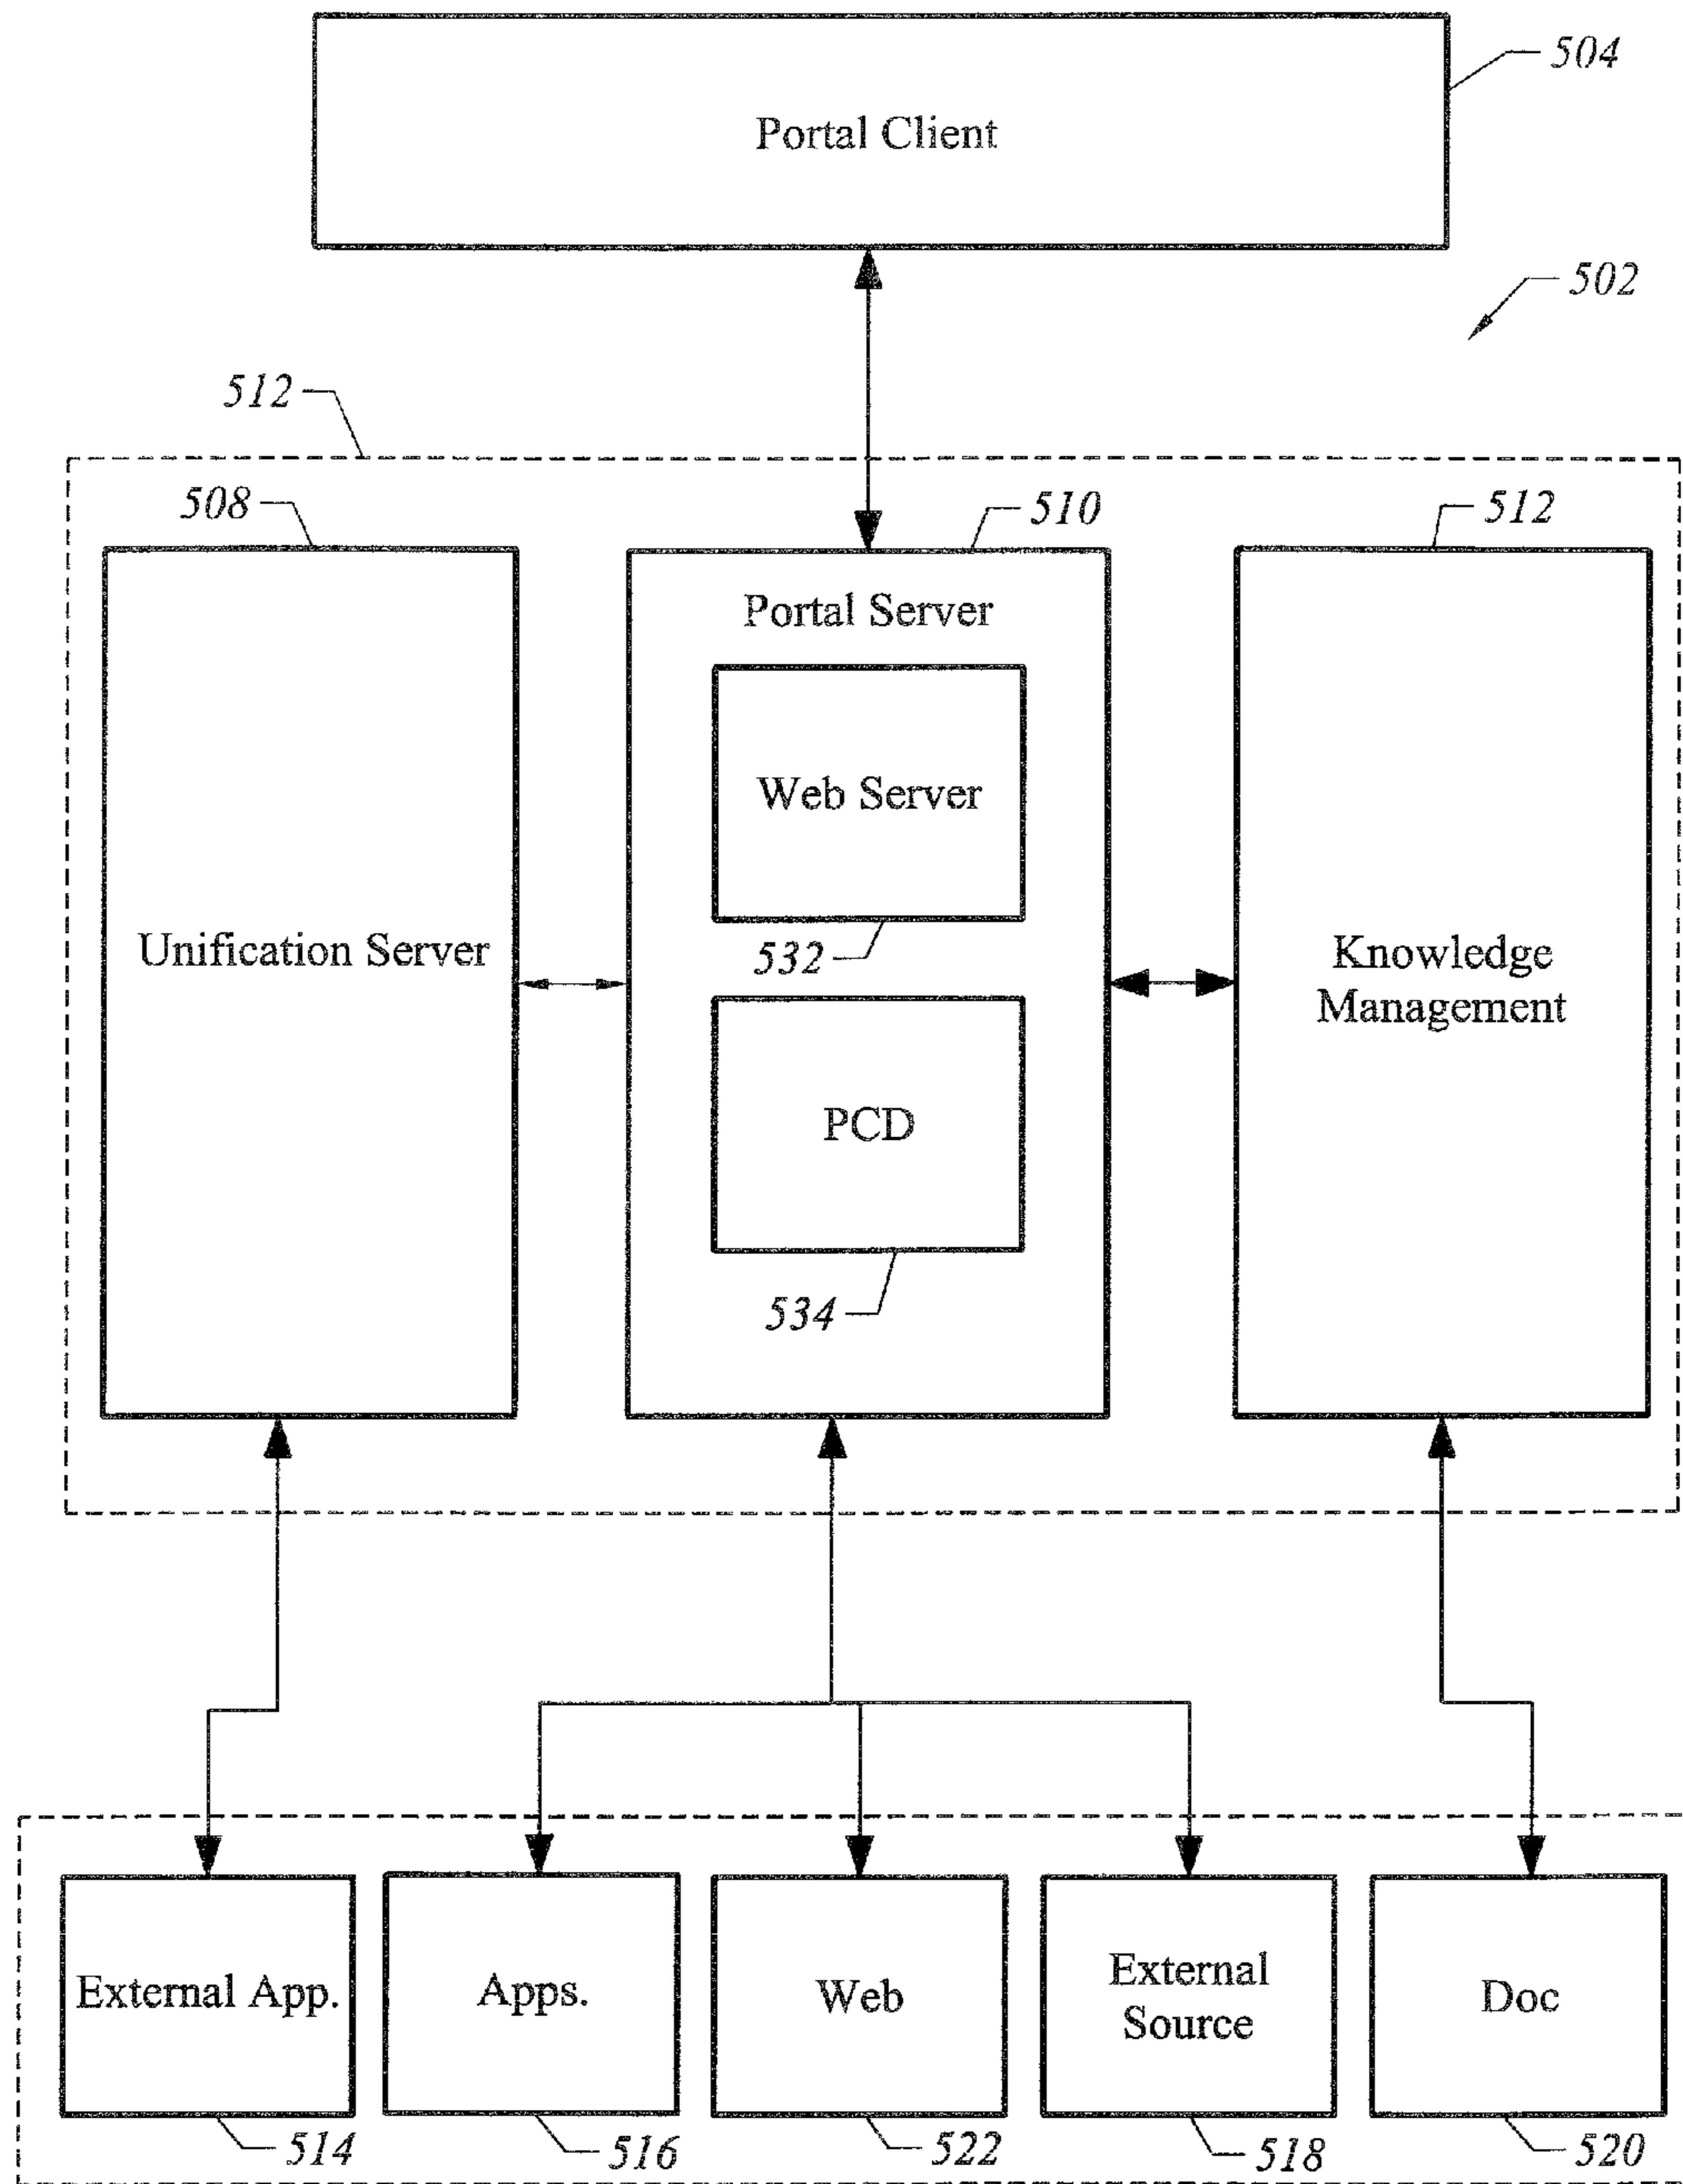 504
Portal Client
502
512
508
510
512
Portal Server
Web Server
532
Unification Server
Knowledge
Management
PCD
534
External App.
Apps.
Web
External
Source
Doc
514
516
522
518
520